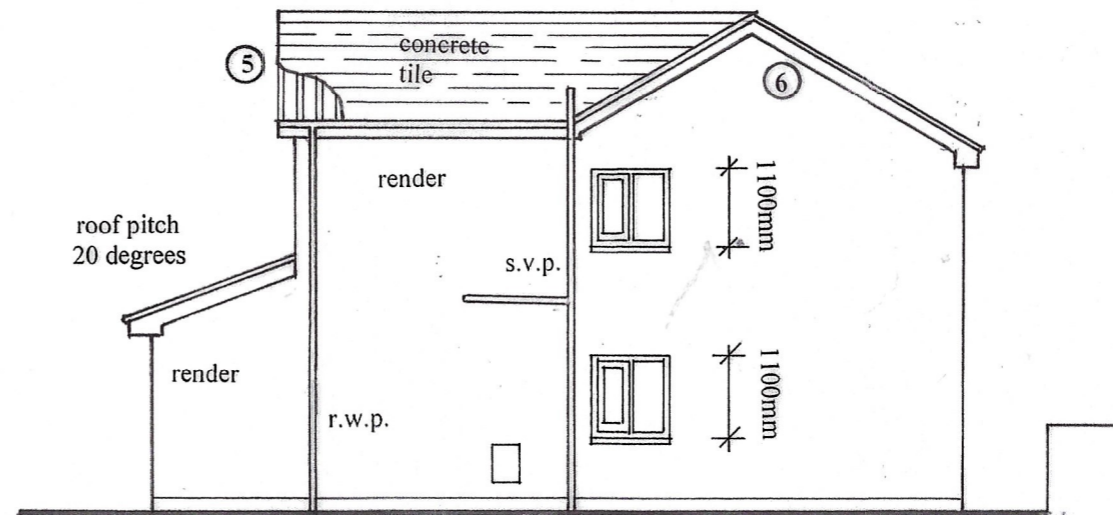 concrete
tile
5
6
render
1100mm
roof pitch
20 degrees
s.v.p.
render
1100mm
r.w.p.